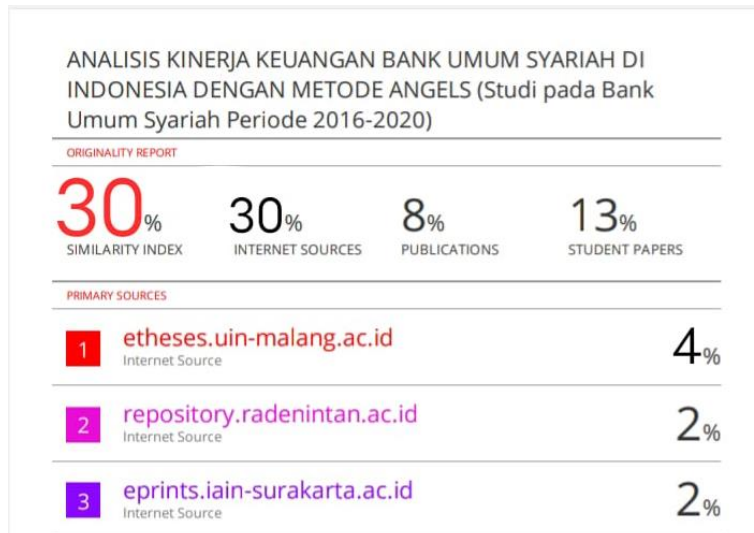 ANALISIS KINERJA KEUANGAN BANK UMUM SYARIAH DI
INDONESIA DENGAN METODE ANGELS (Studi pada Bank
Umum Syariah Periode 2016-2020)
ORIGINALITY REPORT
30% 30% 8% 13%
SIMILARITY INDEX INTERNET SOURCES PUBLICATIONS STUDENT PAPERS
PRIMARY SOURCES
1 etheses.uin-malang.ac.id 4%
Internet Source
2 repository.radenintan.ac.id 2%
Internet Source
3 eprints.iain-surakarta.ac.id 2%
Internet Source